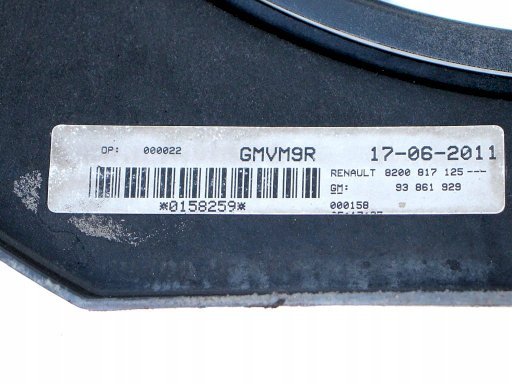 OP: 000022 GMVM9R 17-06-2011
RENAULT 8200 817 125---
GM: 93 861 929
*0158259* 000158